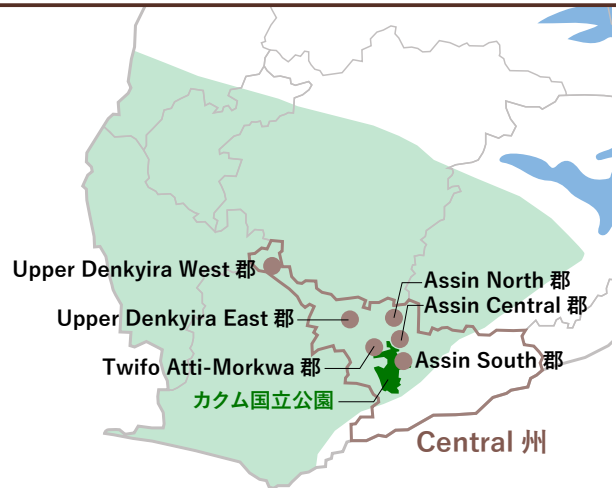 Upper Denkyira West 郡
Assin North 郡
Assin Central 郡
Upper Denkyira East 郡
Twifo Atti-Morkwa 郡
Assin South 郡
カクム国立公園
Central 州